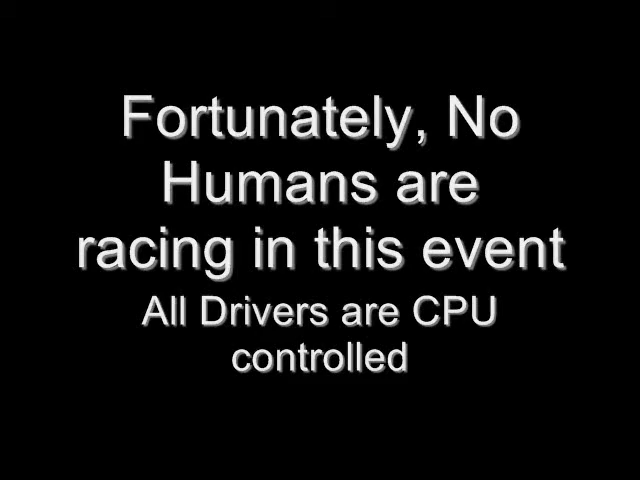 Fortunately, No
Humans are
racing in this event
All Drivers are CPU
controlled